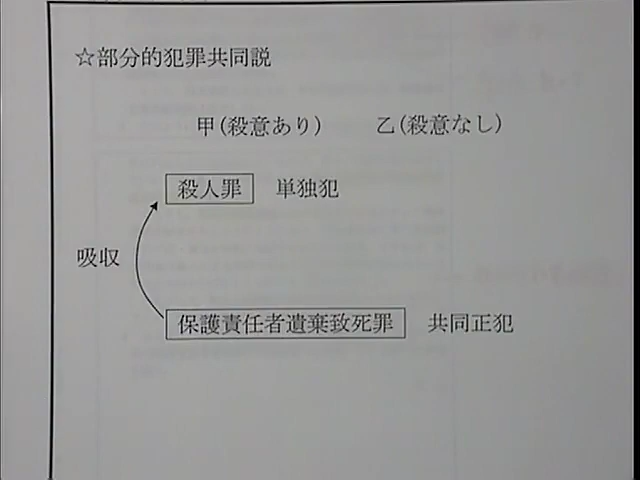 ☆部分的犯罪共同説
甲(殺意あり) 乙(殺意なし)
殺人罪 単独犯
吸収
保護責任者遺棄致死罪 共同正犯